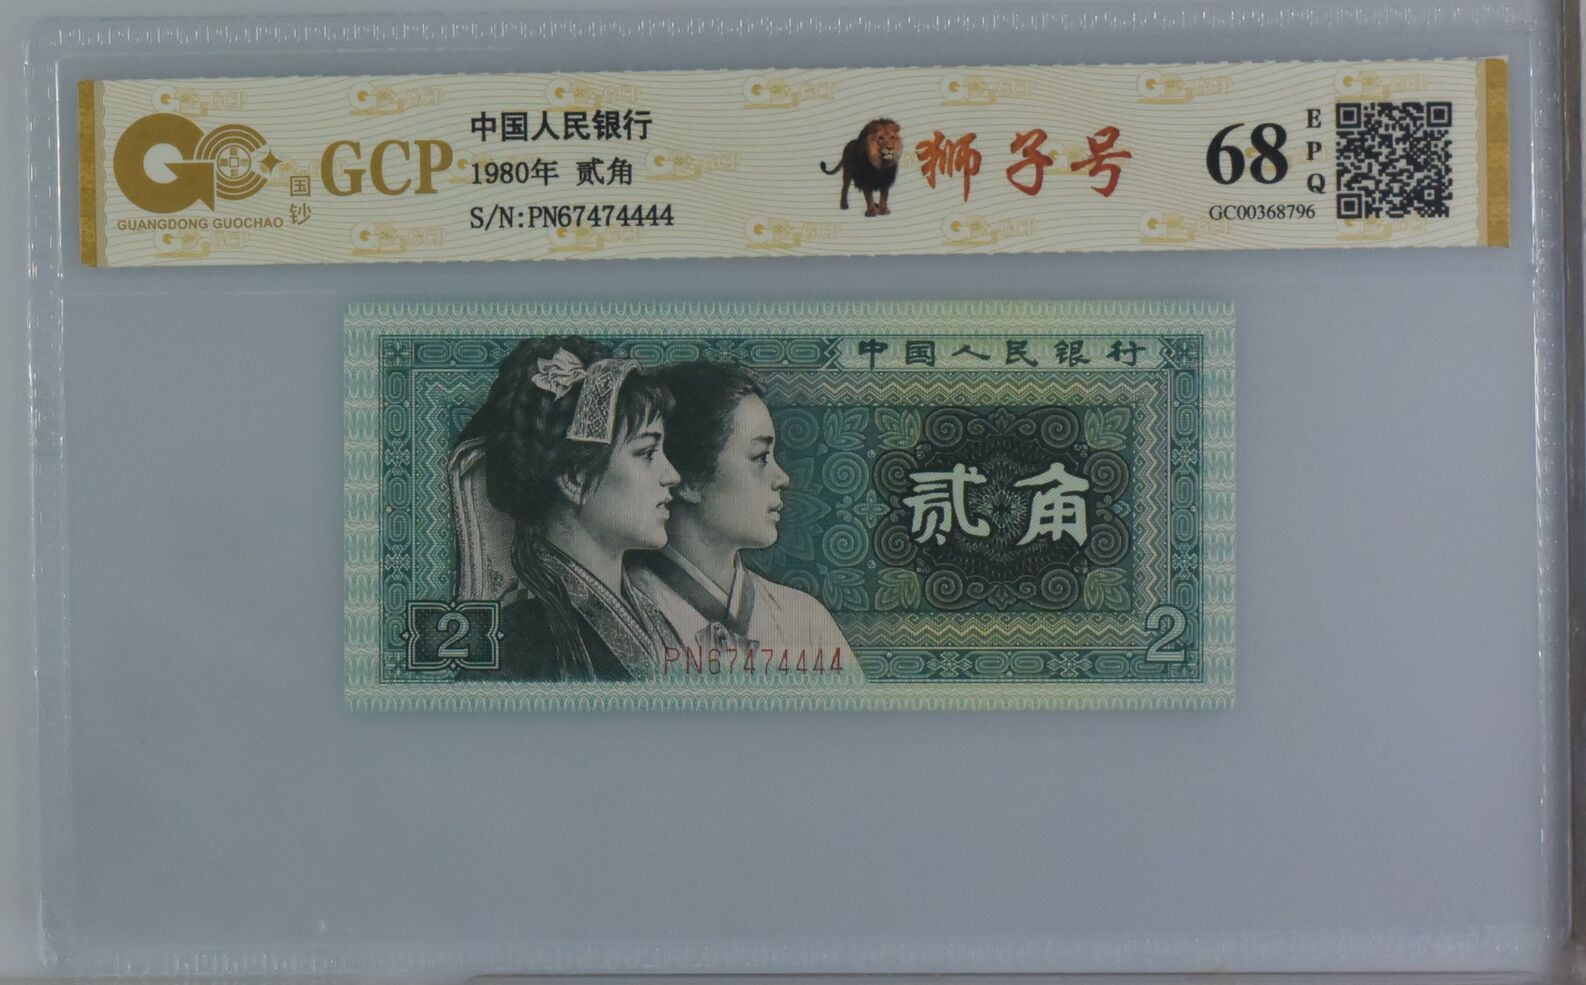 GUANGDONG GUOCHAO
国钞
GCP
中国人民银行
1980年 贰角
S/N:PN67474444
狮子号
68
EPQ
GC00368796
中国人民银行
贰角
2
2
PN67474444